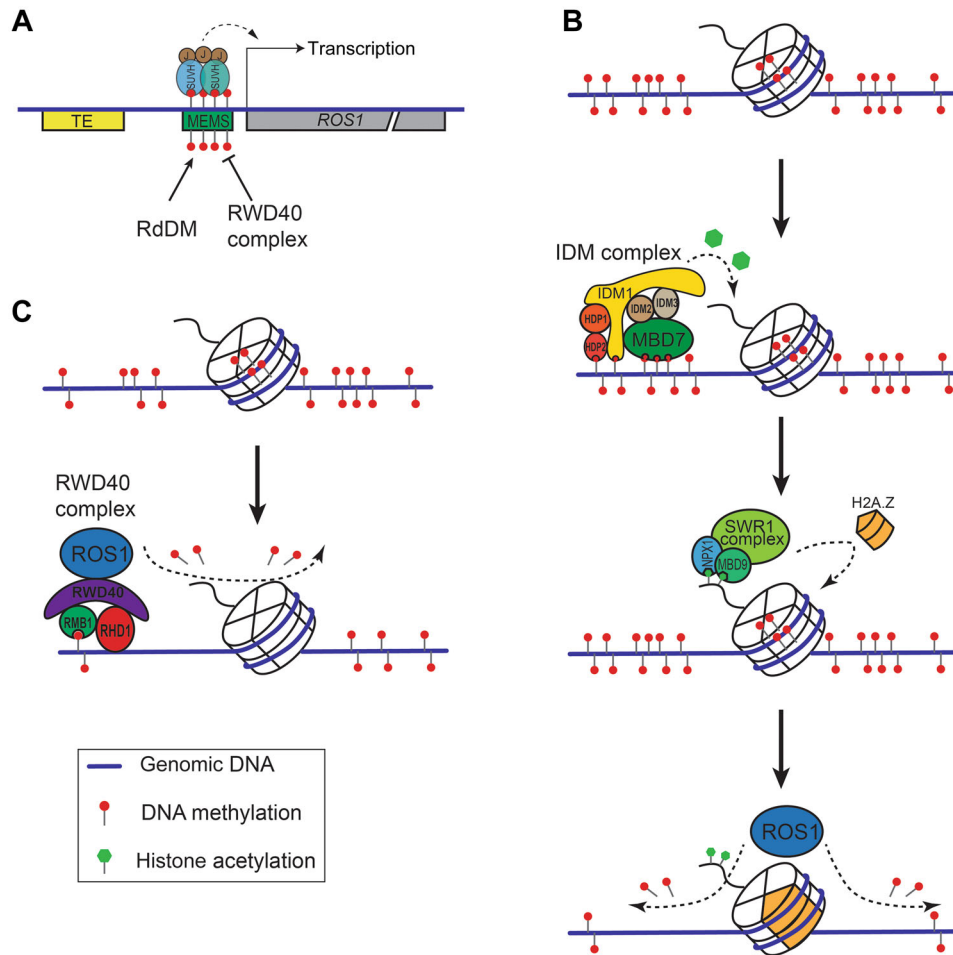 A
J J J
SUVH SUVH
Transcription
TE
MEMS
ROS1
RdDM
RWD40
complex
B
IDM complex
IDM1
HDP1
IDM2
IDM3
HDP2
MBD7
SWR1
complex
NPX1
MBD9
H2A.Z
ROS1
C
RWD40
complex
ROS1
RWD40
RMB1
RHD1
Genomic DNA
DNA methylation
Histone acetylation